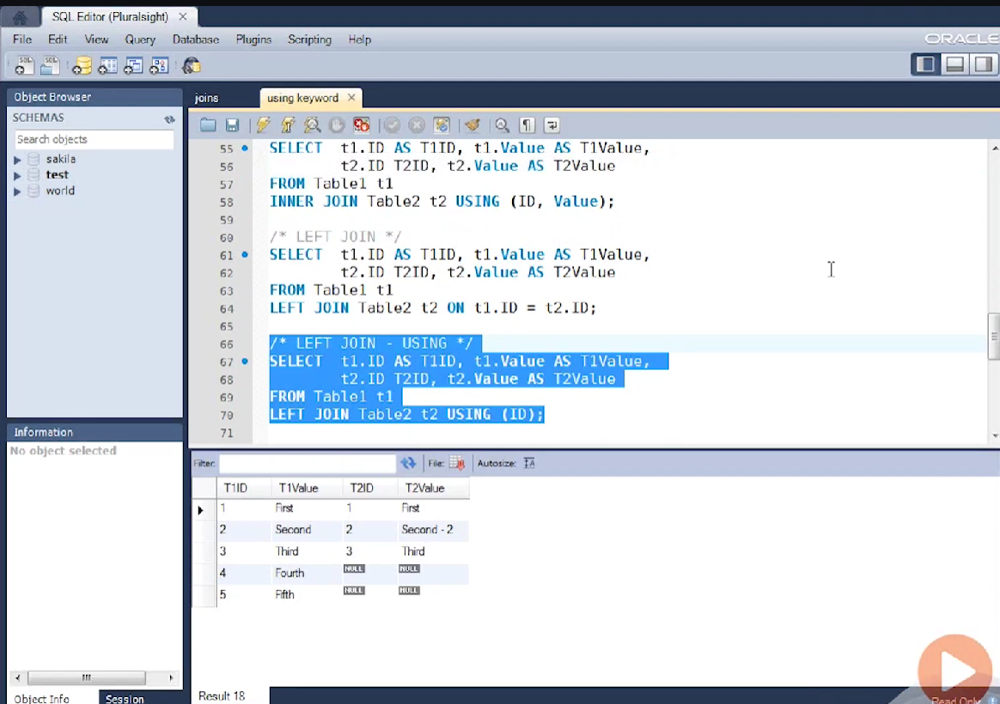 SQL Editor (Pluralsight)
File Edit View Query Database Plugins Scripting Help
ORACLE
SQL SQL
Object Browser
joins
using keyword
SCHEMAS
Search objects
sakila
test
world
55 SELECT t1.ID AS T1ID, t1.Value AS T1Value,
56 t2.ID T2ID, t2.Value AS T2Value
57 FROM Table1 t1
58 INNER JOIN Table2 t2 USING (ID, Value);
59
60 /* LEFT JOIN */
61 SELECT t1.ID AS T1ID, t1.Value AS T1Value,
62 t2.ID T2ID, t2.Value AS T2Value
63 FROM Table1 t1
64 LEFT JOIN Table2 t2 ON t1.ID = t2.ID;
65
66 /* LEFT JOIN - USING */
67 SELECT t1.ID AS T1ID, t1.Value AS T1Value,
68 t2.ID T2ID, t2.Value AS T2Value
69 FROM Table1 t1
70 LEFT JOIN Table2 t2 USING (ID);
71
Information
No object selected
Filter: File: Autosize:
T1ID T1Value T2ID T2Value
1 First 1 First
2 Second 2 Second - 2
3 Third 3 Third
4 Fourth NULL NULL
5 Fifth NULL NULL
Object Info Session
Result 18
Read Only